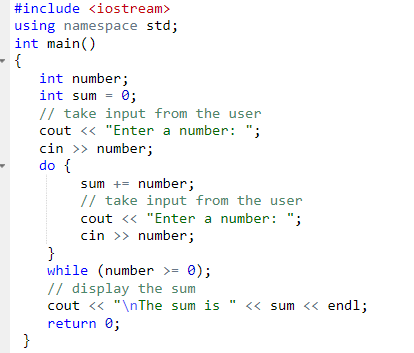 #include <iostream>
using namespace std;
int main()
{
int number;
int sum = 0;
// take input from the user
cout << "Enter a number: ";
cin >> number;
do {
sum += number;
// take input from the user
cout << "Enter a number: ";
cin >> number;
}
while (number >= 0);
// display the sum
cout << "\nThe sum is " << sum << endl;
return 0;
}